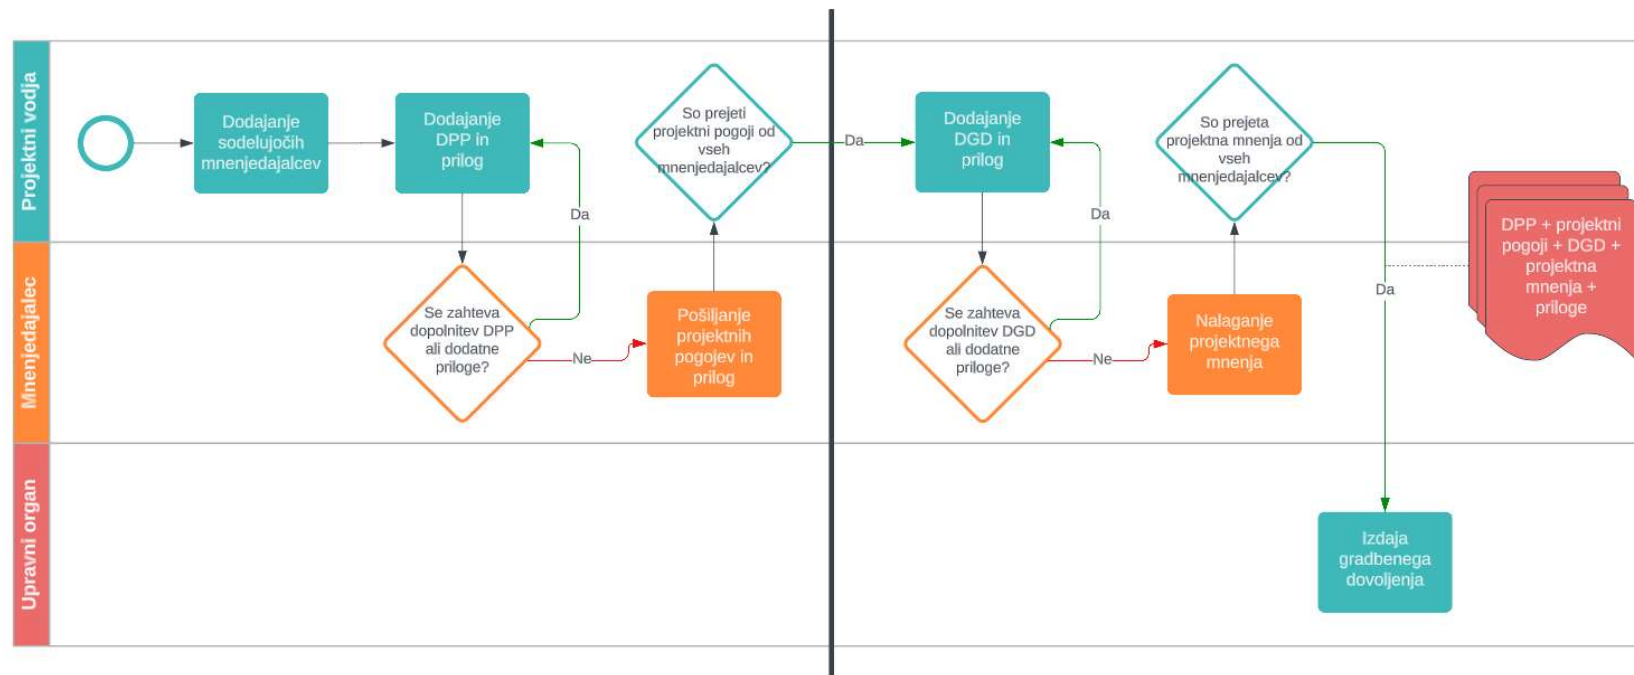 Projektni vodja
Dodajanje
sodelujočih
mnenjedajalcev
Dodajanje
DPP in
prilog
Da
So prejeti
projektni pogoji od
vseh
mnenjedajalcev?
Da
Dodajanje
DGD in
prilog
Da
So prejeta
projektna mnenja od
vseh
mnenjedajalcev?
Da
DPP + projektni
pogoji + DGD +
projektna
mnenja +
priloge
Mnenjedajalec
Se zahteva
dopolnitev DPP
ali dodatne
priloge?
Ne
Pošiljanje
projektnih
pogojev in
prilog
Se zahteva
dopolnitev DGD
ali dodatne
priloge?
Ne
Nalaganje
projektnega
mnenja
Upravni organ
Izdaja
gradbenega
dovoljenja